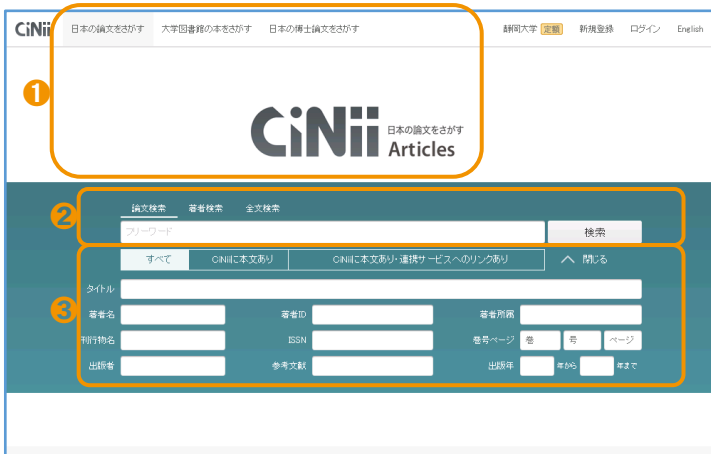 CiNii 日本の論文をさがす 大学図書館の本をさがす 日本の博士論文をさがす 静岡大学 定額 新規登録 ログイン English
1
CiNii 日本の論文をさがす
Articles
2
論文検索 著者検索 全文検索
フリーワード 検索
すべて CiNiiに本文あり CiNiiに本文あり・連携サービスへのリンクあり 閉じる
タイトル
3
著者名 著者ID 著者所属
刊行物名 ISSN 巻号ページ 巻 号 ページ
出版者 参考文献 出版年 年から 年まで